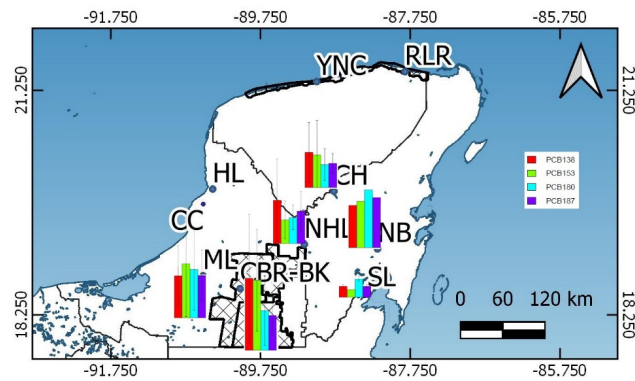 -91.750 -89.750 -87.750 -85.750
YNC
RLR
21.250
21.250
PCB138
PCB153
PCB180
PCB187
CH
HL
CC
NHL
NB
ML
CBR-BK
SL
0 60 120 km
18.250
18.250
-91.750 -89.750 -87.750 -85.750